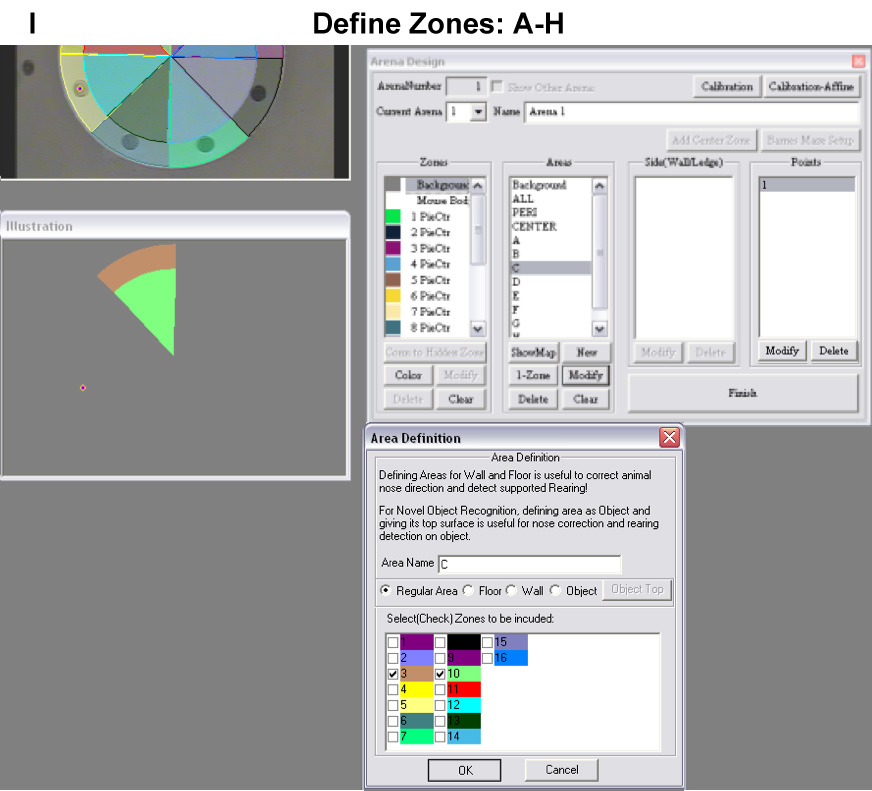 I
Define Zones: A-H
Arena Design
ArenaNumber 1 Show Other Arena Calibration Calibration-Affine
Current Arena 1 Name Arena 1
Add Center Zone Barnes Maze Setup
Zones
Background
Mouse Bod
1 PieCtr
2 PieCtr
3 PieCtr
4 PieCtr
5 PieCtr
6 PieCtr
7 PieCtr
8 PieCtr
Conv to Hidden Zone
Color Modify
Delete Clear
Areas
Background
ALL
PERI
CENTER
A
B
C
D
E
F
G
ShowMap New
1-Zone Modify
Delete Clear
Side(Wall/Ledge)
Modify Delete
Points
1
Modify Delete
Finish
Illustration
Area Definition
Area Definition
Defining Areas for Wall and Floor is useful to correct animal
nose direction and detect supported Rearing!
For Novel Object Recognition, defining area as Object and
giving its top surface is useful for nose correction and rearing
detection on object.
Area Name C
Regular Area Floor Wall Object Object Top
Select(Check) Zones to be incuded:
1 15
2 9 16
3 10
4 11
5 12
6 13
7 14
OK Cancel